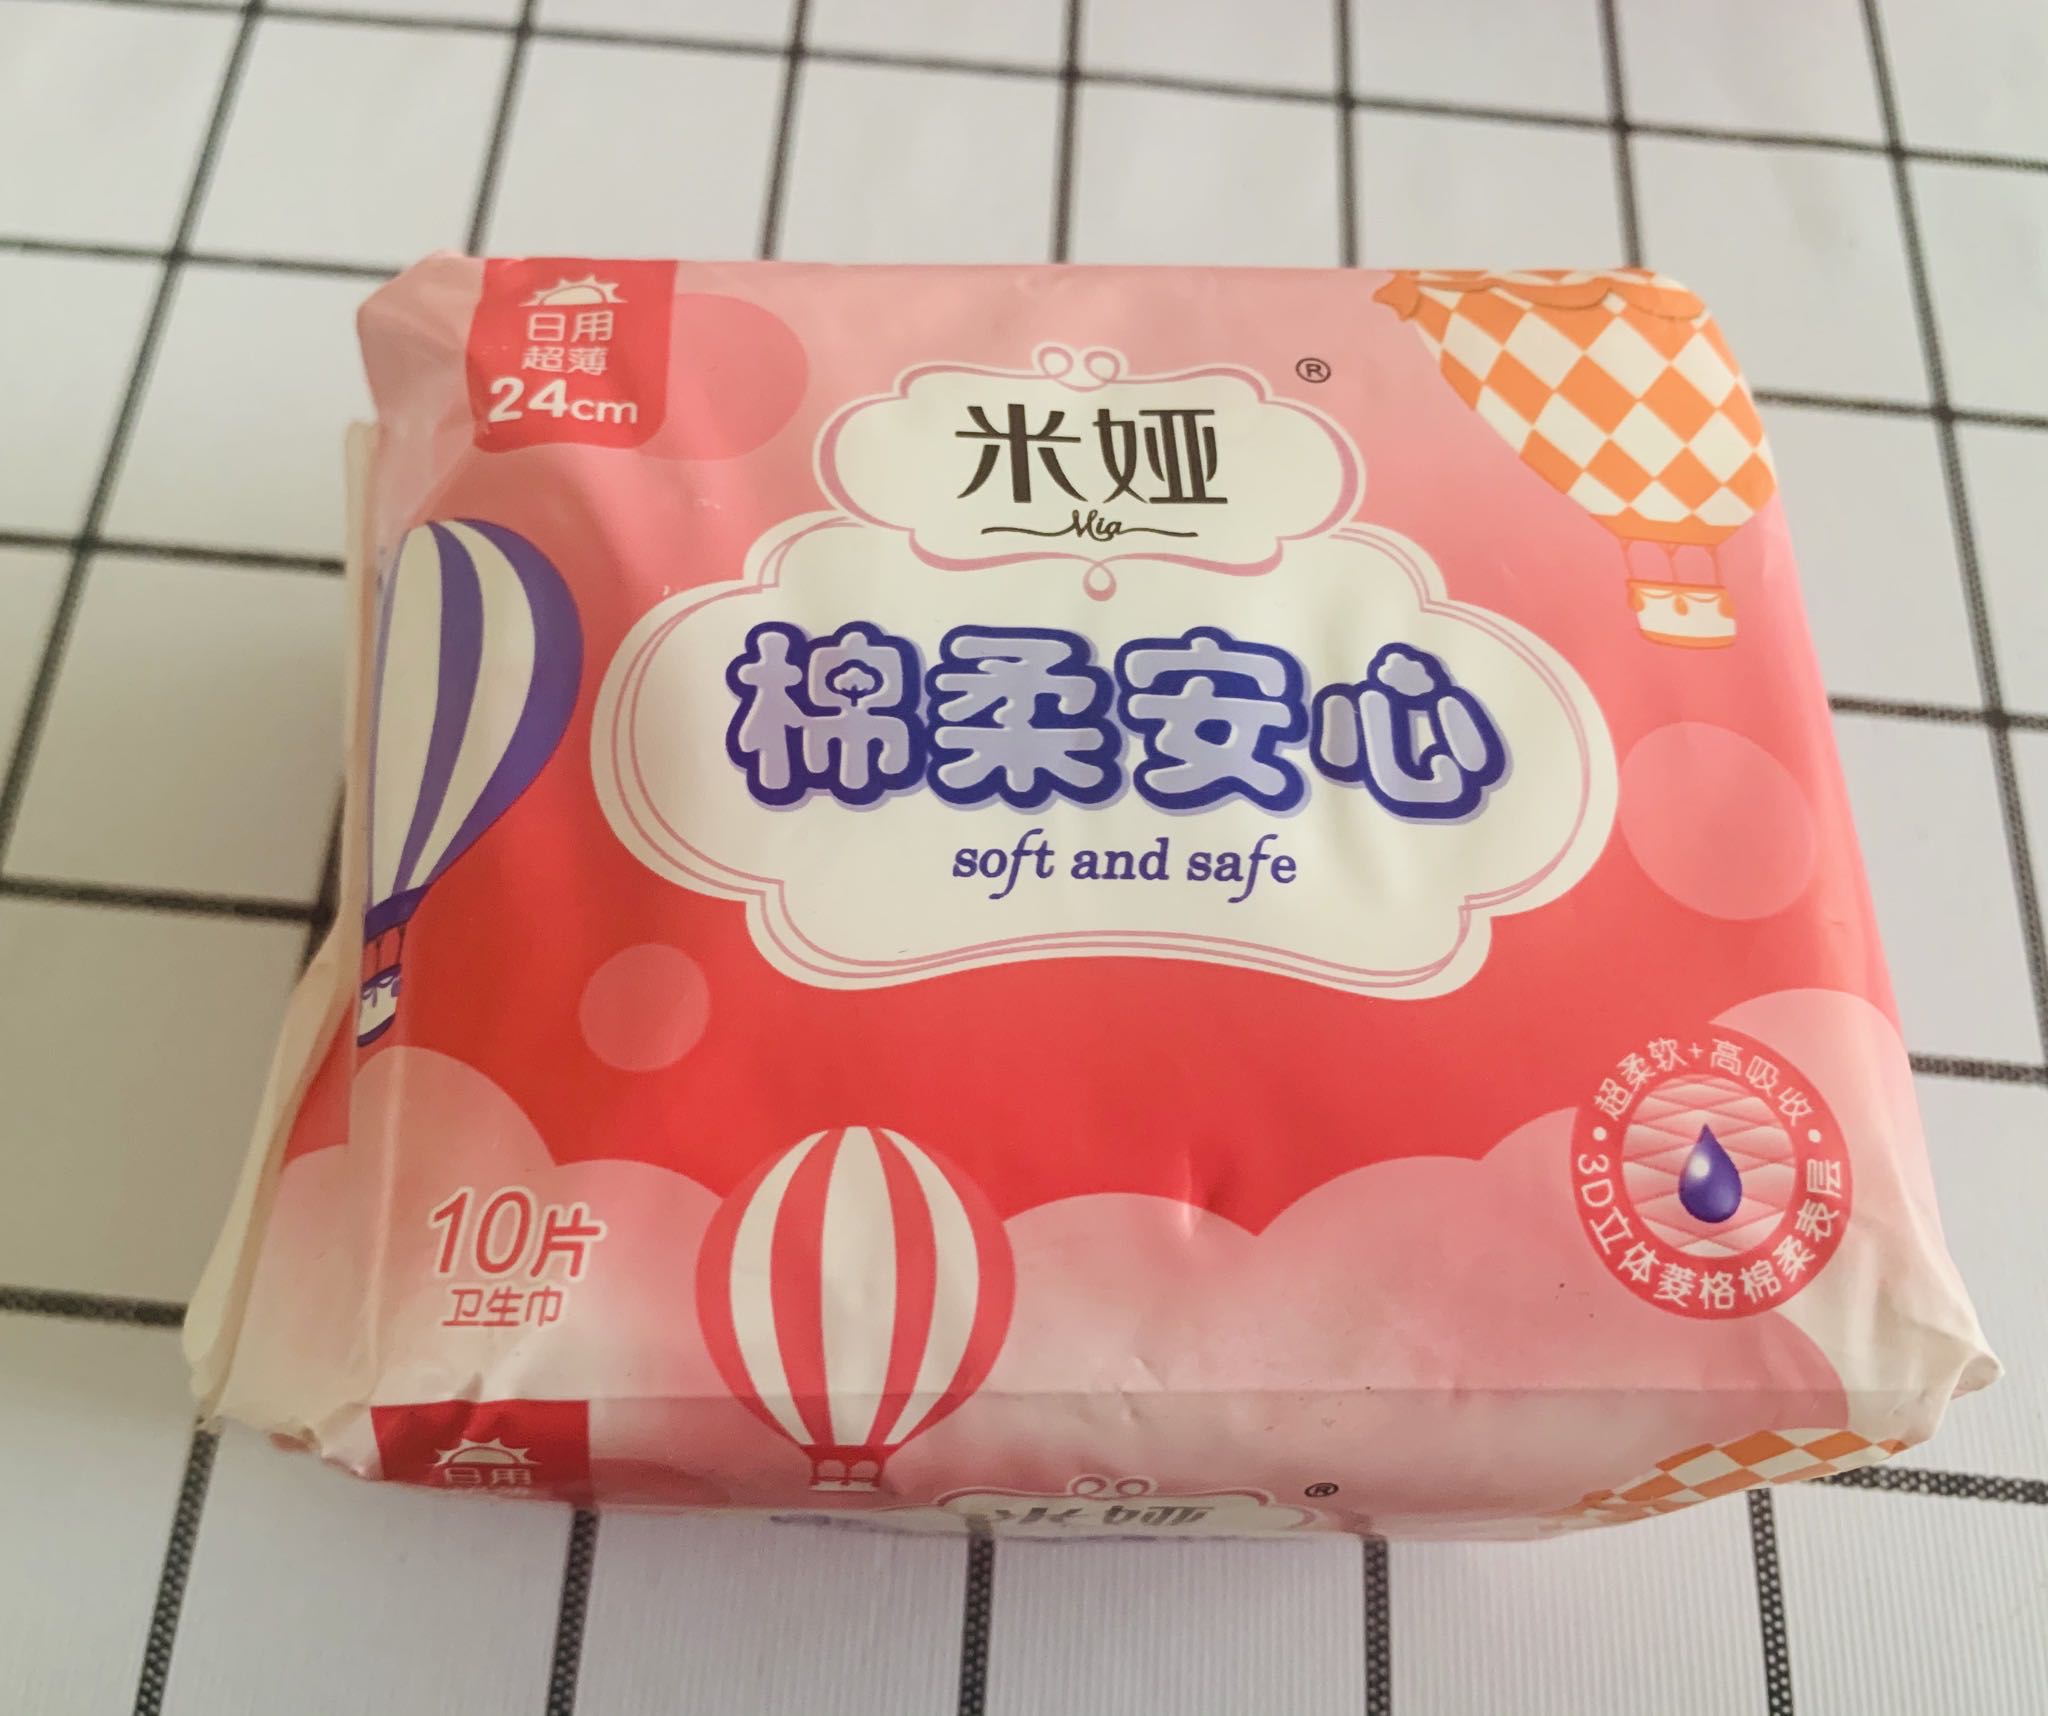 日用
超薄
24cm
米娅
®
Mia
棉柔安心
soft and safe
超柔软+高吸收
3D立体菱格棉柔表层
10片
卫生巾
日用
米娅
®